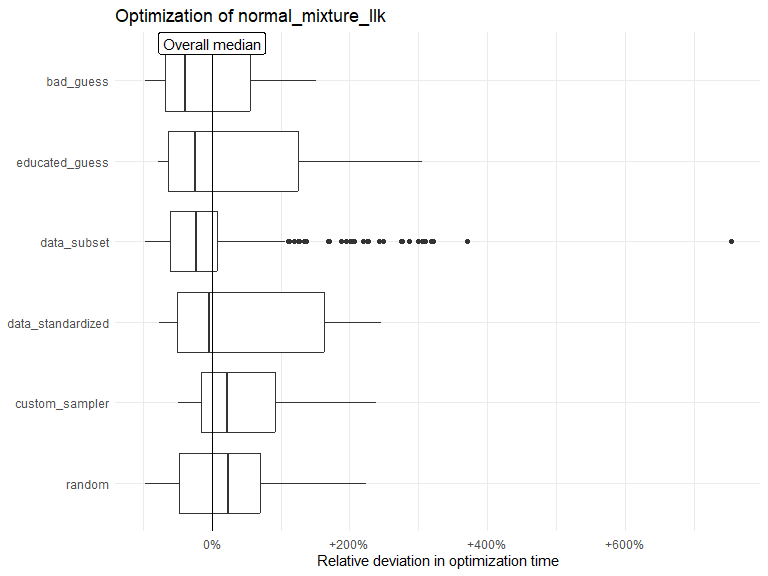 Optimization of normal_mixture_llk
Overall median
bad_guess
educated_guess
data_subset
data_standardized
custom_sampler
random
0%
+200%
+400%
+600%
Relative deviation in optimization time